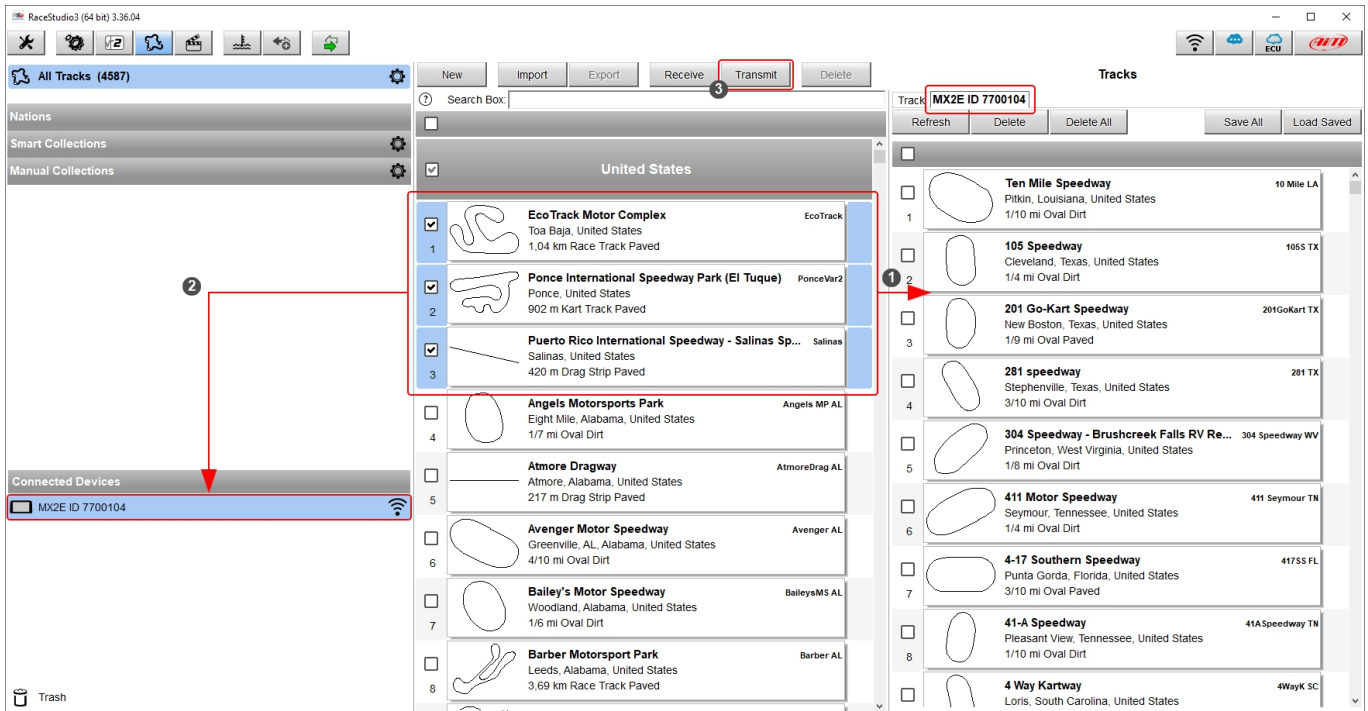 RaceStudio3 (64 bit) 3.36.04
ECU
AiM
All Tracks (4587)
Nations
Smart Collections
Manual Collections
2
Connected Devices
MX2E ID 7700104
Trash
New Import Export Receive Transmit Delete
3
Search Box:
United States
EcoTrack Motor Complex EcoTrack
Toa Baja, United States
1 1,04 km Race Track Paved
Ponce International Speedway Park (El Tuque) PonceVar2
Ponce, United States
2 902 m Kart Track Paved
Puerto Rico International Speedway - Salinas Sp... Salinas
Salinas, United States
3 420 m Drag Strip Paved
Angels Motorsports Park Angels MP AL
Eight Mile, Alabama, United States
4 1/7 mi Oval Dirt
Atmore Dragway AtmoreDrag AL
Atmore, Alabama, United States
5 217 m Drag Strip Paved
Avenger Motor Speedway Avenger AL
Greenville, AL, Alabama, United States
6 4/10 mi Oval Dirt
Bailey's Motor Speedway BaileysMS AL
Woodland, Alabama, United States
7 1/6 mi Oval Dirt
Barber Motorsport Park Barber AL
Leeds, Alabama, United States
8 3,69 km Race Track Paved
1
Tracks
Track MX2E ID 7700104
Refresh Delete Delete All Save All Load Saved
Ten Mile Speedway 10 Mile LA
Pitkin, Louisiana, United States
1 1/10 mi Oval Dirt
105 Speedway 105S TX
Cleveland, Texas, United States
2 1/4 mi Oval Dirt
201 Go-Kart Speedway 201GoKart TX
New Boston, Texas, United States
3 1/9 mi Oval Paved
281 speedway 281 TX
Stephenville, Texas, United States
4 3/10 mi Oval Dirt
304 Speedway - Brushcreek Falls RV Re... 304 Speedway WV
Princeton, West Virginia, United States
5 1/8 mi Oval Dirt
411 Motor Speedway 411 Seymour TN
Seymour, Tennessee, United States
6 1/4 mi Oval Dirt
4-17 Southern Speedway 417SS FL
Punta Gorda, Florida, United States
7 3/10 mi Oval Paved
41-A Speedway 41ASpeedway TN
Pleasant View, Tennessee, United States
8 1/10 mi Oval Dirt
4 Way Kartway 4WayK SC
Loris, South Carolina, United States